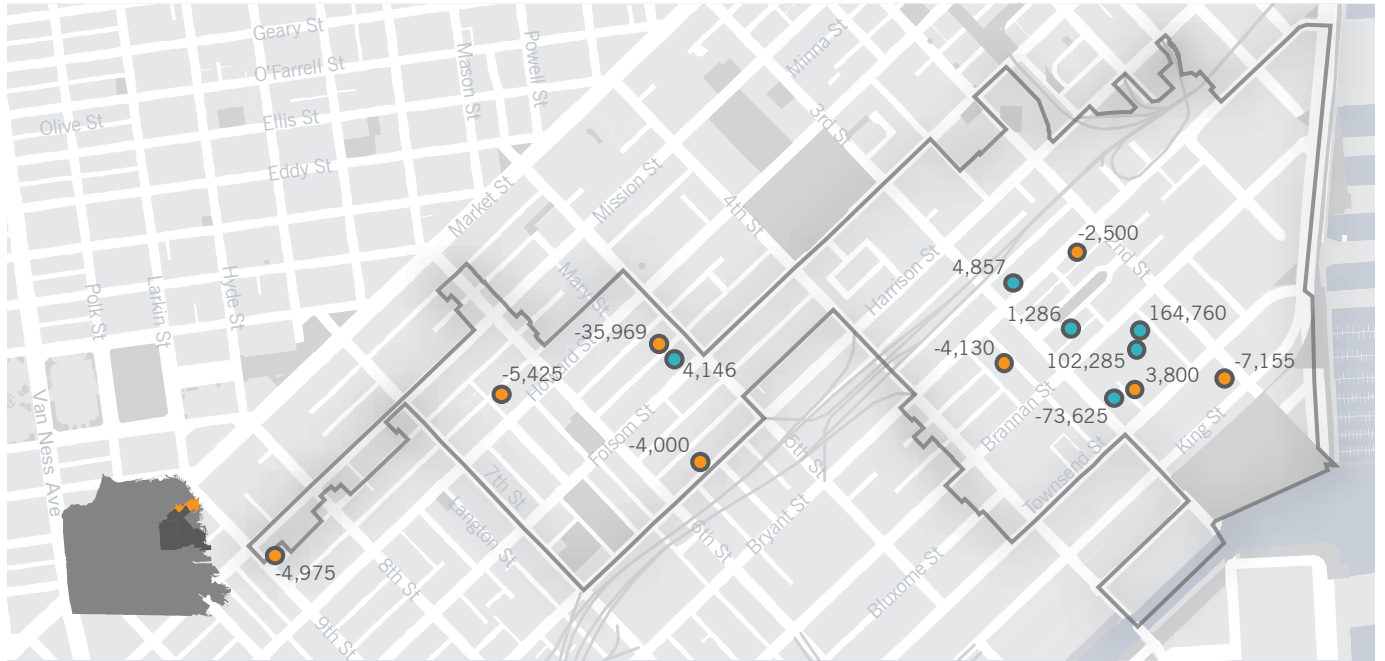 Geary St
O'Farrell St
Ellis St
Olive St
Eddy St
Mason St
Powell St
Minna St
3rd St
Market St
Mission St
4th St
Polk St
Larkin St
Hyde St
Mary St
Harrison St
2nd St
-2,500
4,857
1,286
164,760
-35,969
-4,130
102,285
-7,155
4,146
3,800
-5,425
Howard St
-73,625
Van Ness Ave
Folsom St
Brannan St
King St
-4,000
5th St
Townsend St
7th St
Langton St
6th St
Bryant St
-4,975
8th St
Bluxome St
9th St